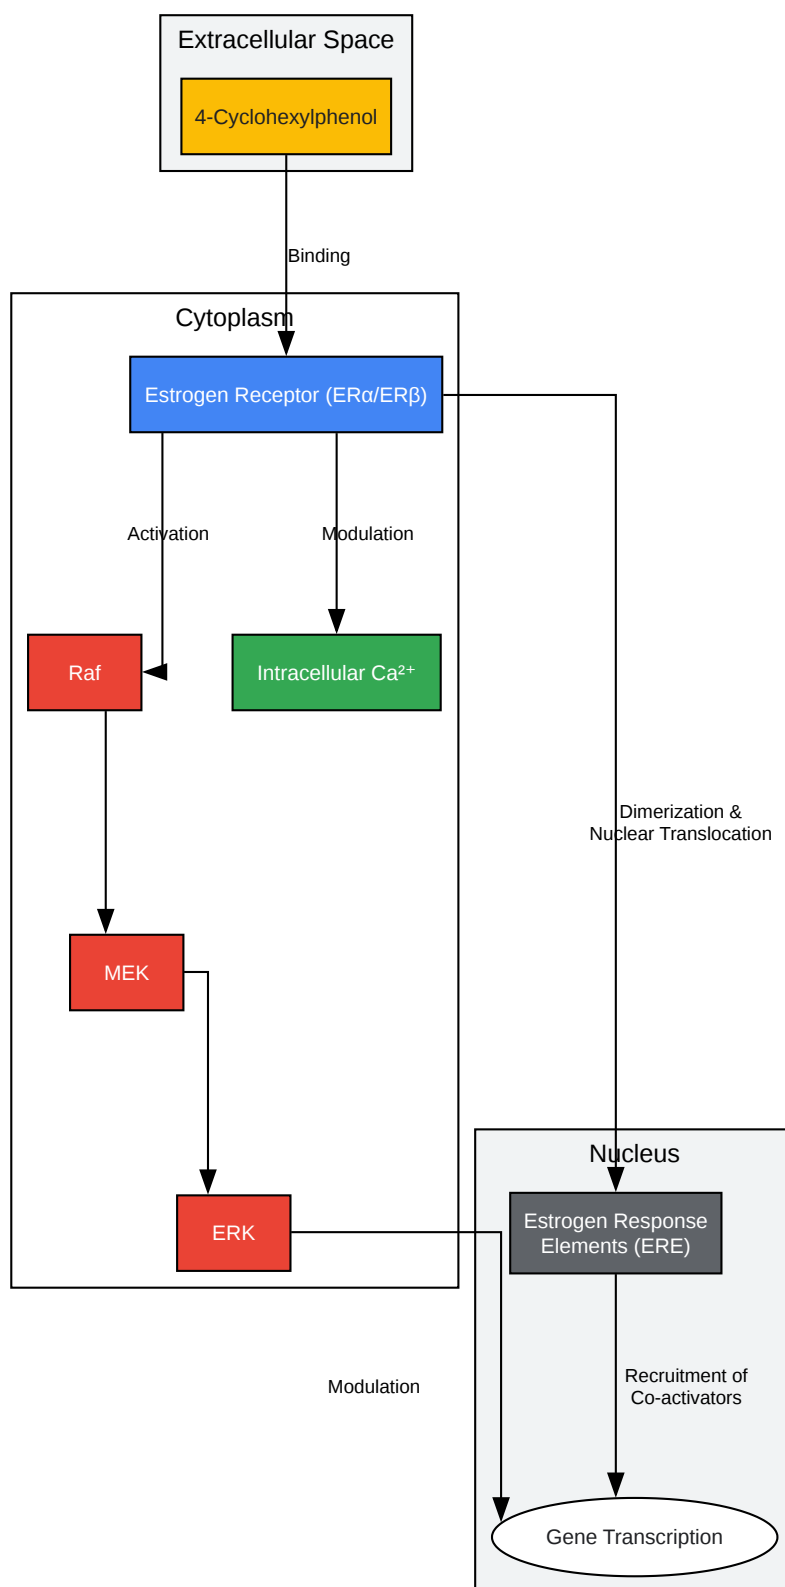 Extracellular Space
4-Cyclohexylphenol
Binding
Cytoplasm
Estrogen Receptor (ERα/ERβ)
Activation
Modulation
Raf
Intracellular Ca²⁺
Dimerization &
Nuclear Translocation
MEK
Nucleus
ERK
Estrogen Response
Elements (ERE)
Modulation
Recruitment of
Co-activators
Gene Transcription